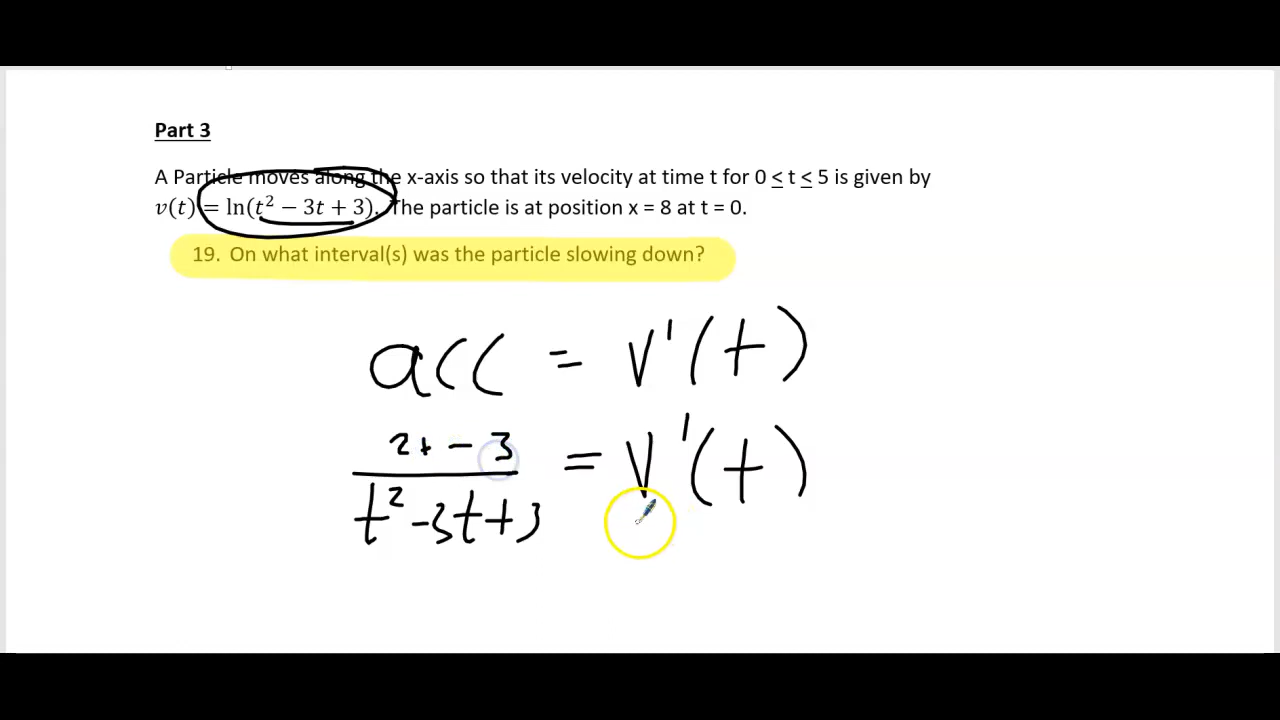 Part 3
A Particle moves along the x-axis so that its velocity at time t for 0 ≤ t ≤ 5 is given by
v(t) = ln(t² − 3t + 3). The particle is at position x = 8 at t = 0.
19. On what interval(s) was the particle slowing down?
acc = v'(t)
2t - 3
= v'(t)
t² -3t+3